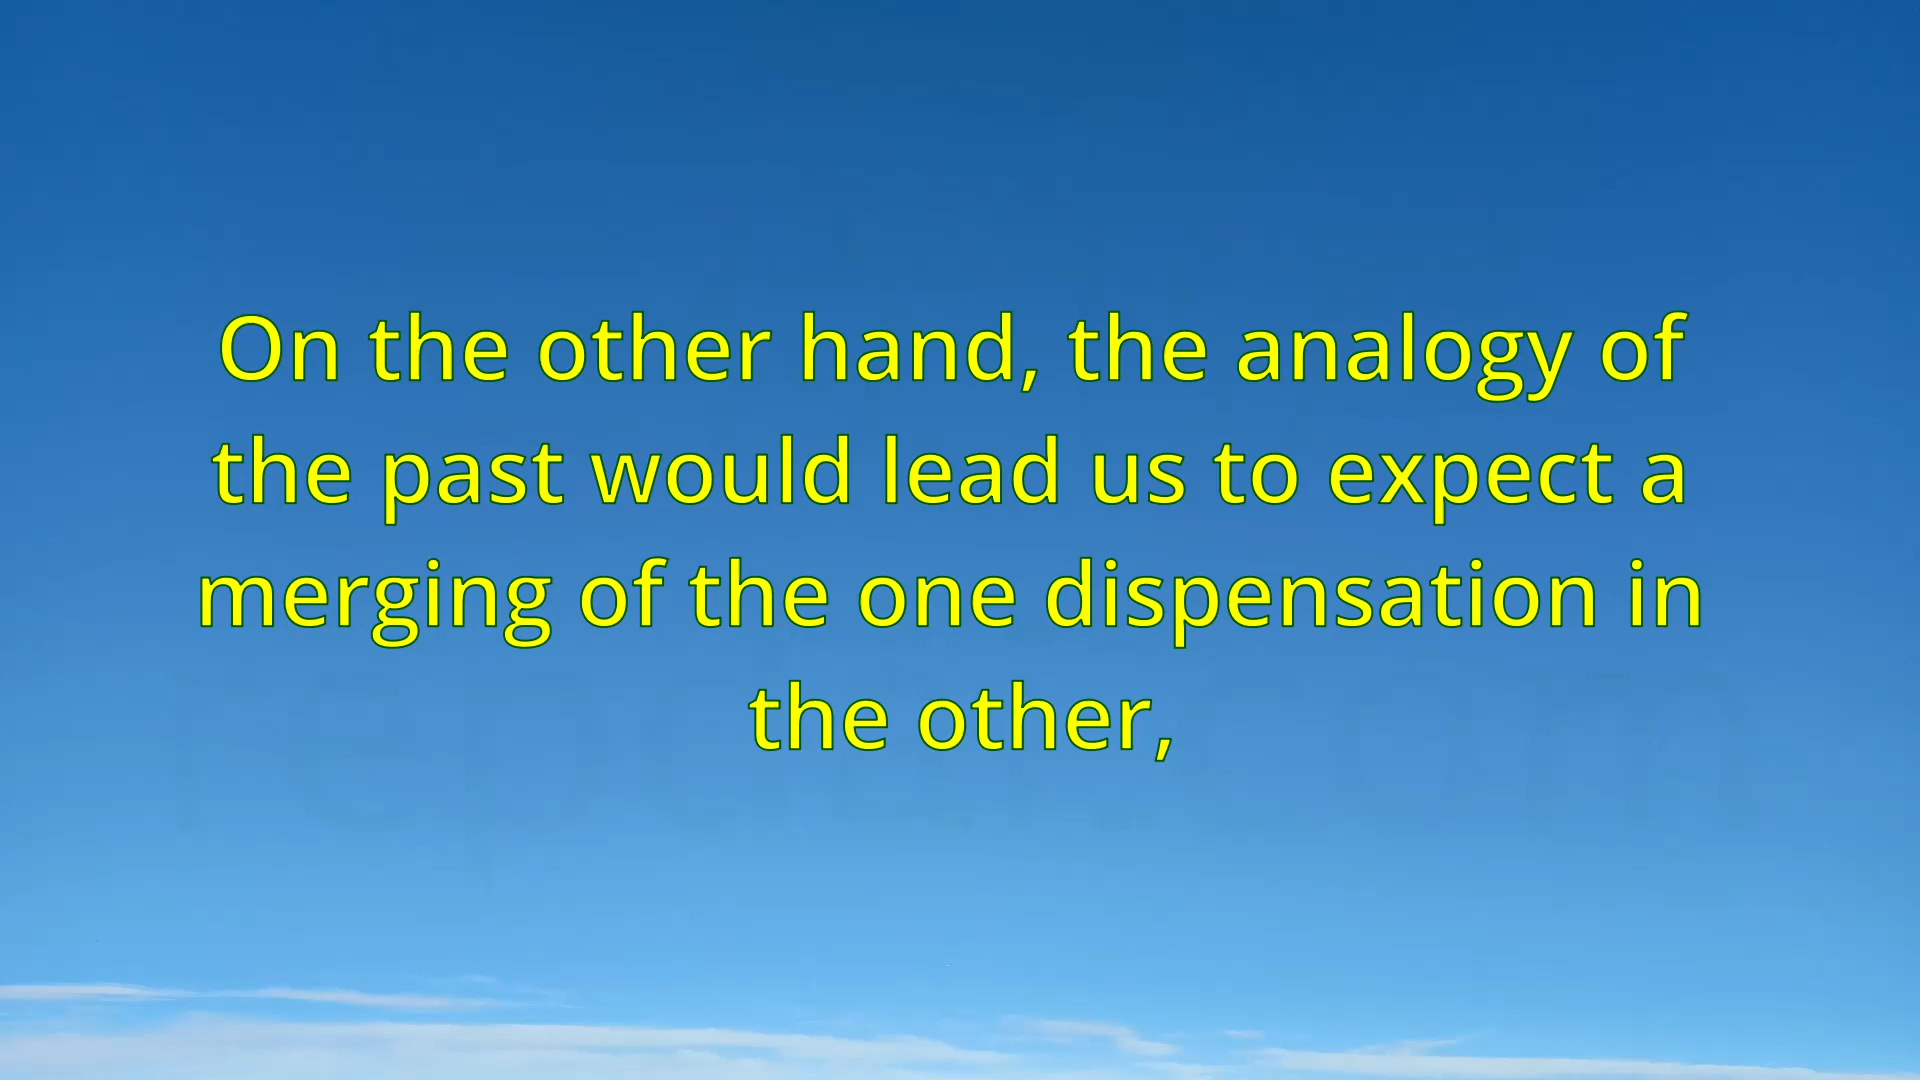 On the other hand, the analogy of
the past would lead us to expect a
merging of the one dispensation in
the other,